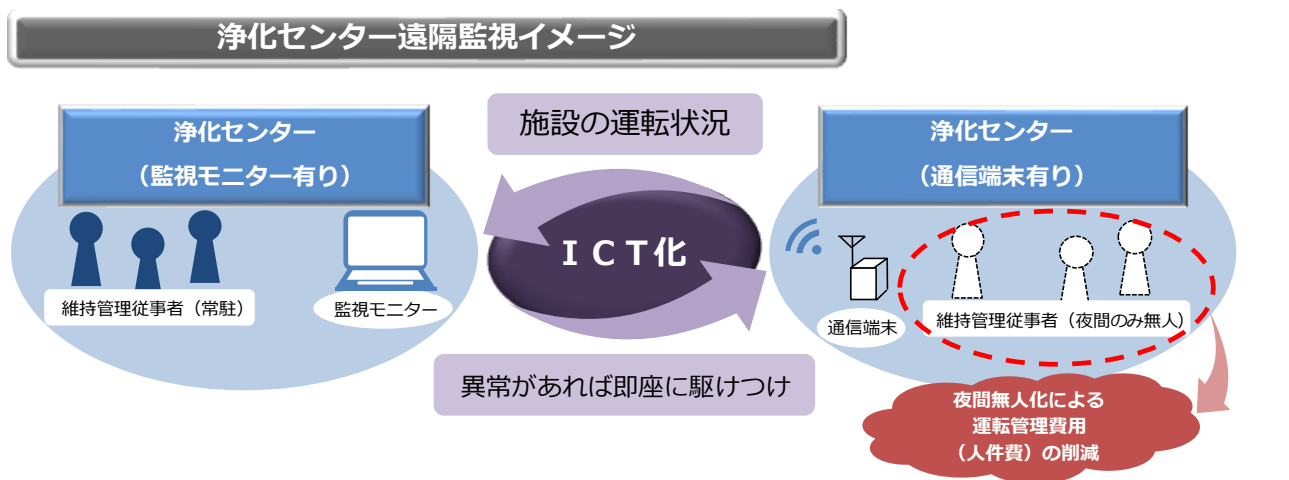 浄化センター遠隔監視イメージ
浄化センター
（監視モニター有り）
維持管理従事者（常駐）
監視モニター
施設の運転状況
ＩＣＴ化
異常があれば即座に駆けつけ
浄化センター
（通信端末有り）
通信端末
維持管理従事者（夜間のみ無人）
夜間無人化による
運転管理費用
（人件費）の削減